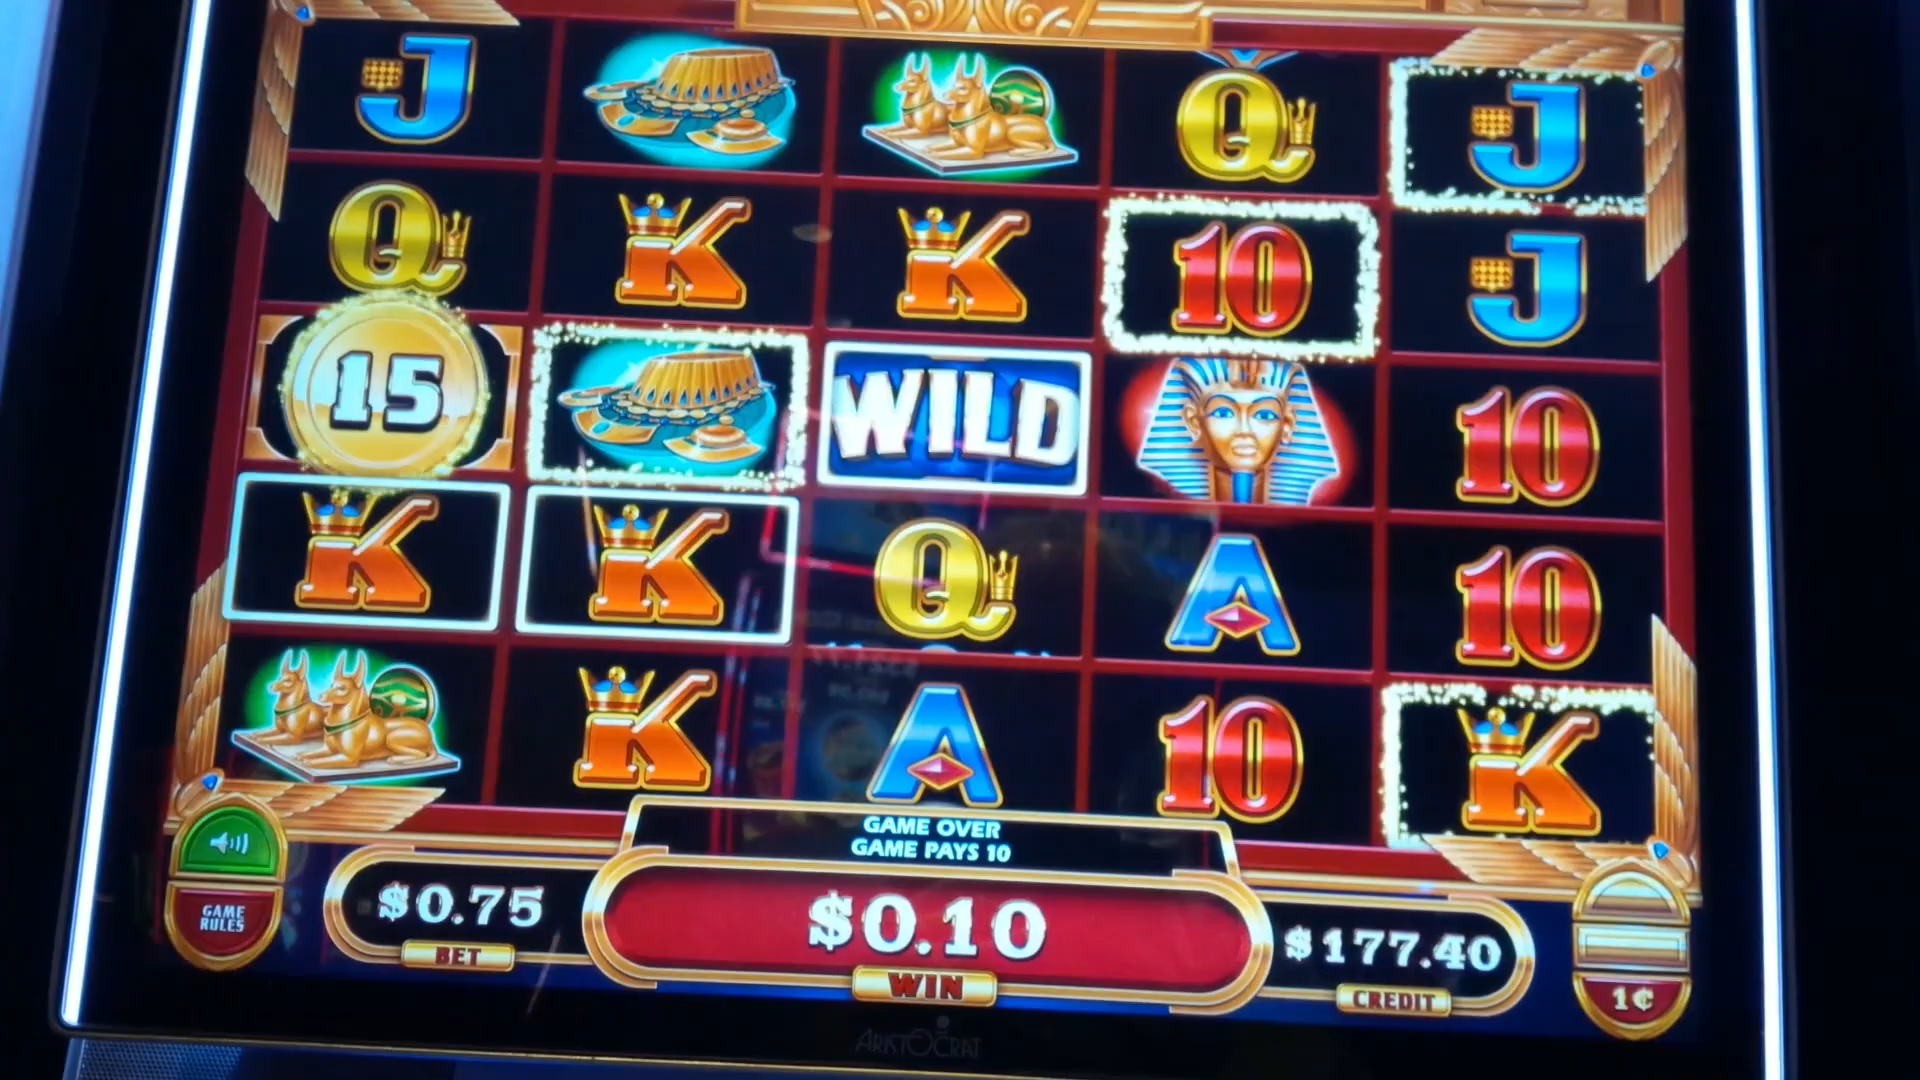 J Q J
Q K K 10 J
15 WILD 10
K K Q A 10
K A 10 K
GAME OVER
GAME PAYS 10
GAME
RULES
$0.75
BET
$0.10
WIN
$177.40
CREDIT
1¢
ARISTOCRAT